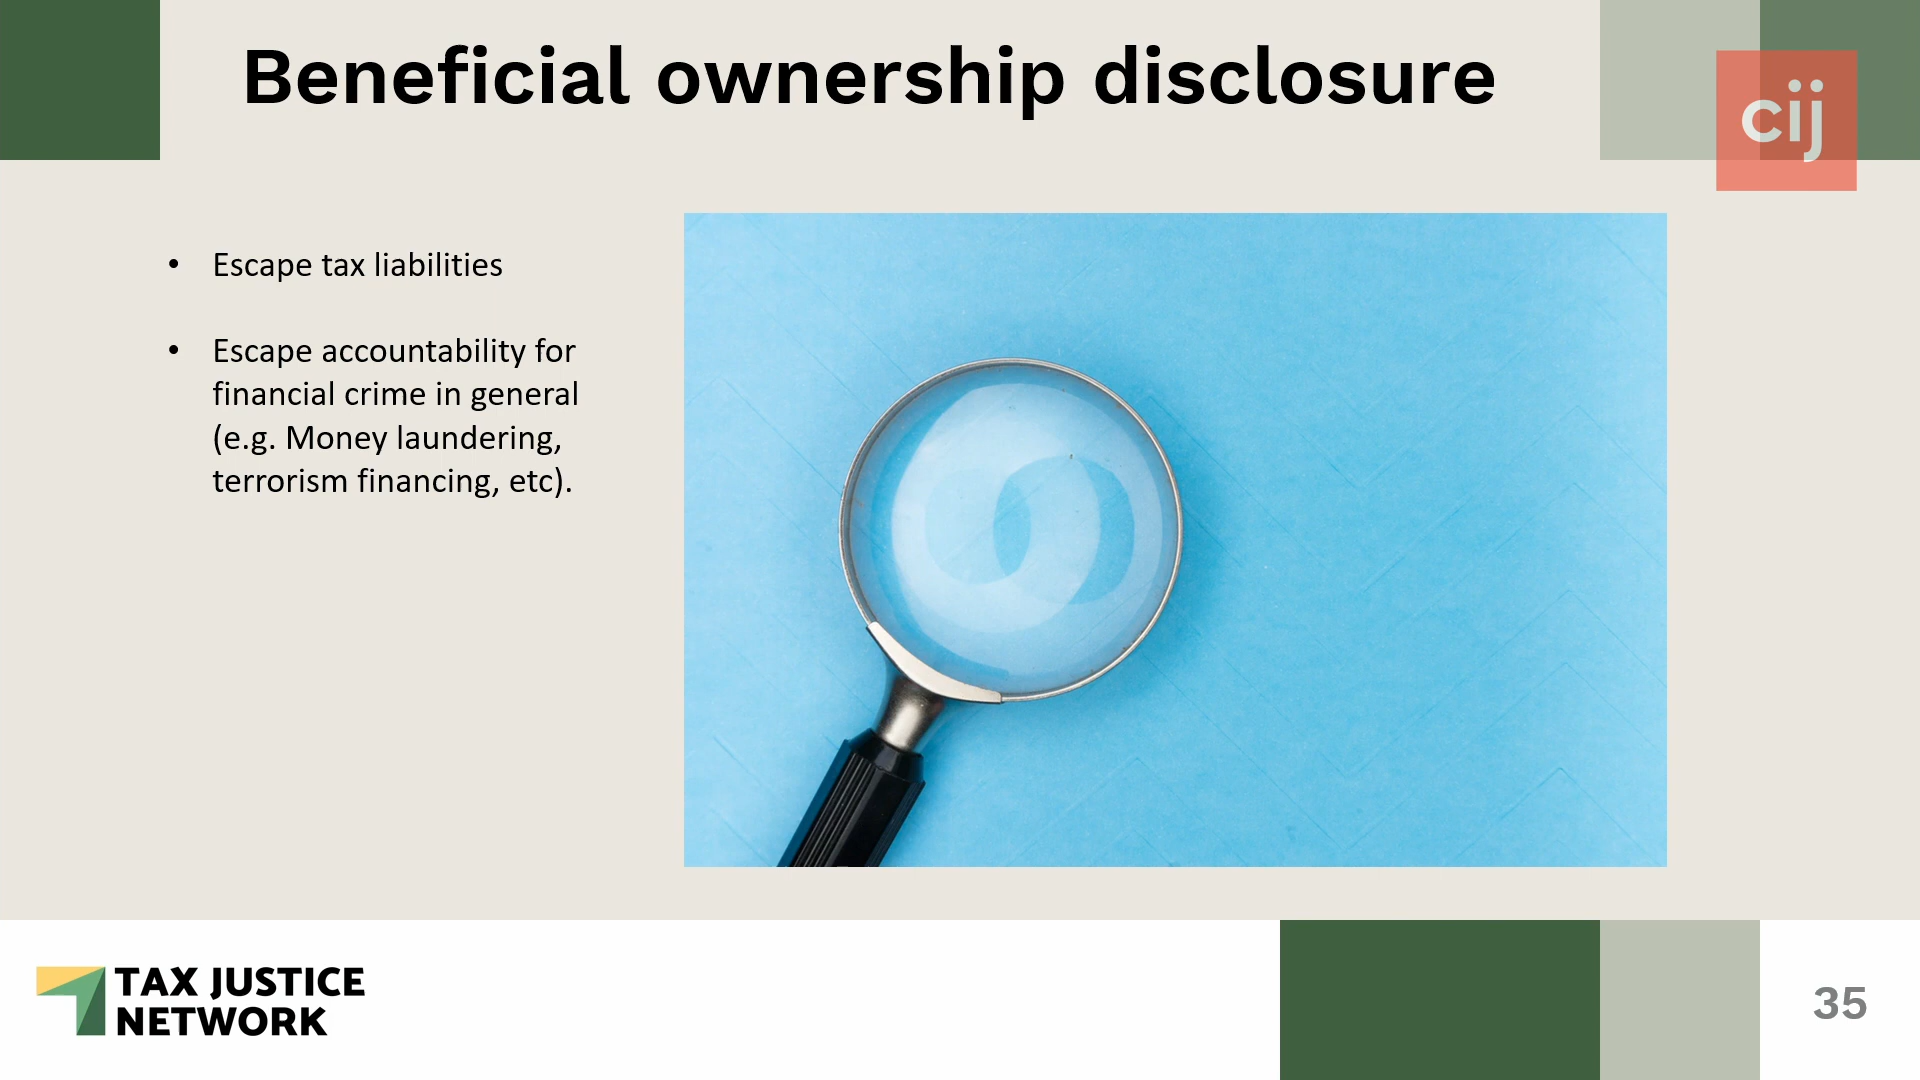 Beneficial ownership disclosure
cij
• Escape tax liabilities
• Escape accountability for
financial crime in general
(e.g. Money laundering,
terrorism financing, etc).
TAX JUSTICE
NETWORK
35